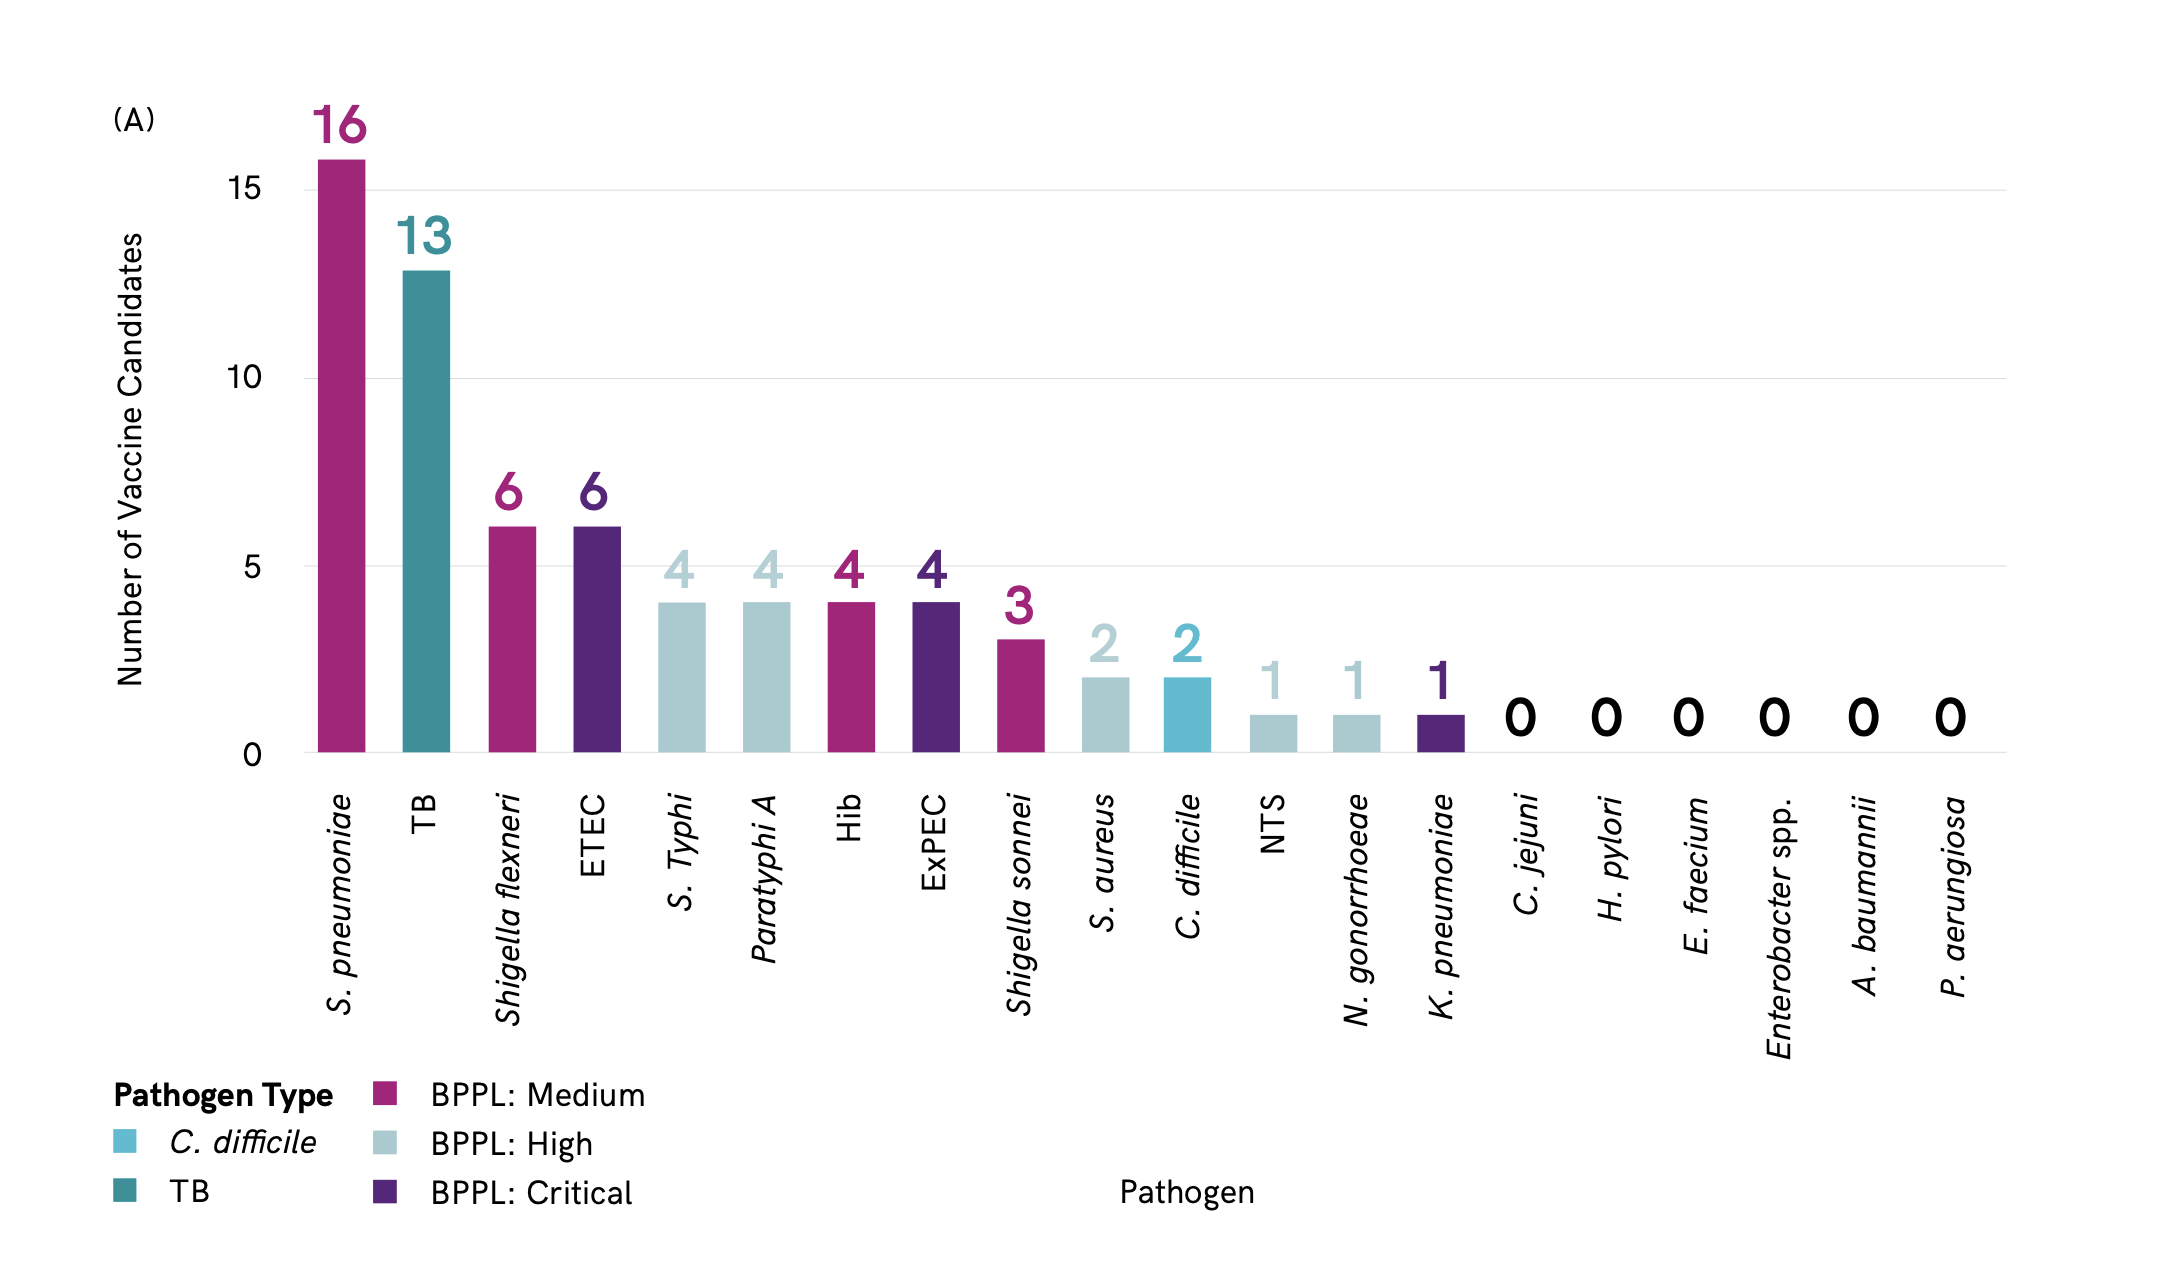 (A)
16
13
6
6
4
4
4
4
3
2
2
1
1
1
0
0
0
0
0
0
15
10
5
0
Number of Vaccine Candidates
S. pneumoniae
TB
Shigella flexneri
ETEC
S. Typhi
Paratyphi A
Hib
ExPEC
Shigella sonnei
S. aureus
C. difficile
NTS
N. gonorrhoeae
K. pneumoniae
C. jejuni
H. pylori
E. faecium
Enterobacter spp.
A. baumannii
P. aerungiosa
Pathogen Type
C. difficile
TB
BPPL: Medium
BPPL: High
BPPL: Critical
Pathogen